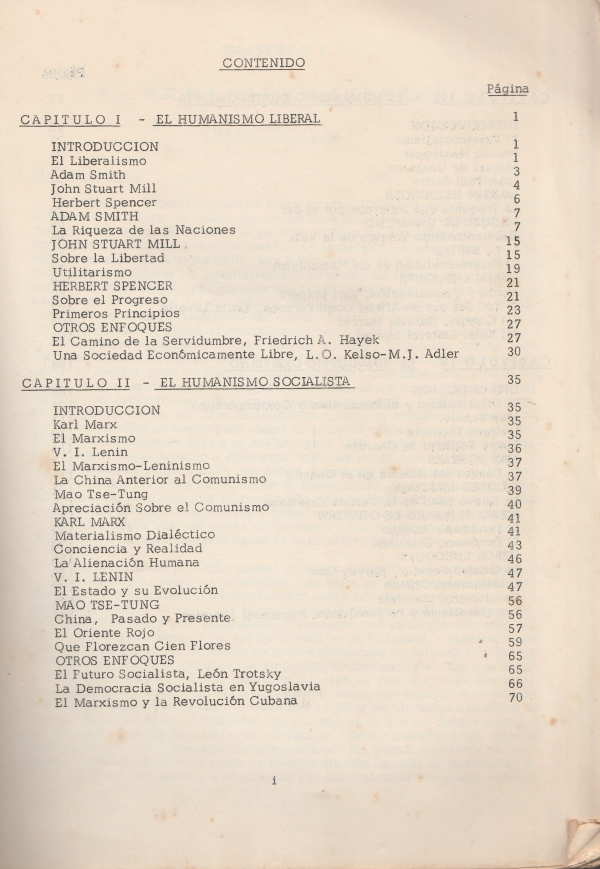 CONTENIDO
Página
CAPITULO I - EL HUMANISMO LIBERAL 1
INTRODUCCION 1
El Liberalismo 1
Adam Smith 3
John Stuart Mill 4
Herbert Spencer 6
ADAM SMITH 7
La Riqueza de las Naciones 7
JOHN STUART MILL 15
Sobre la Libertad 15
Utilitarismo 19
HERBERT SPENCER 21
Sobre el Progreso 21
Primeros Principios 23
OTROS ENFOQUES 27
El Camino de la Servidumbre, Friedrich A. Hayek 27
Una Sociedad Económicamente Libre, L.O. Kelso-M.J. Adler 30
CAPITULO II - EL HUMANISMO SOCIALISTA 35
INTRODUCCION 35
Karl Marx 35
El Marxismo 35
V. I. Lenin 36
El Marxismo-Leninismo 37
La China Anterior al Comunismo 37
Mao Tse-Tung 39
Apreciación Sobre el Comunismo 40
KARL MARX 41
Materialismo Dialéctico 41
Conciencia y Realidad 43
La Alienación Humana 46
V. I. LENIN 47
El Estado y su Evolución 47
MAO TSE-TUNG 56
China, Pasado y Presente 56
El Oriente Rojo 57
Que Florezcan Cien Flores 59
OTROS ENFOQUES 65
El Futuro Socialista, León Trotsky 65
La Democracia Socialista en Yugoslavia 66
El Marxismo y la Revolución Cubana 70
i